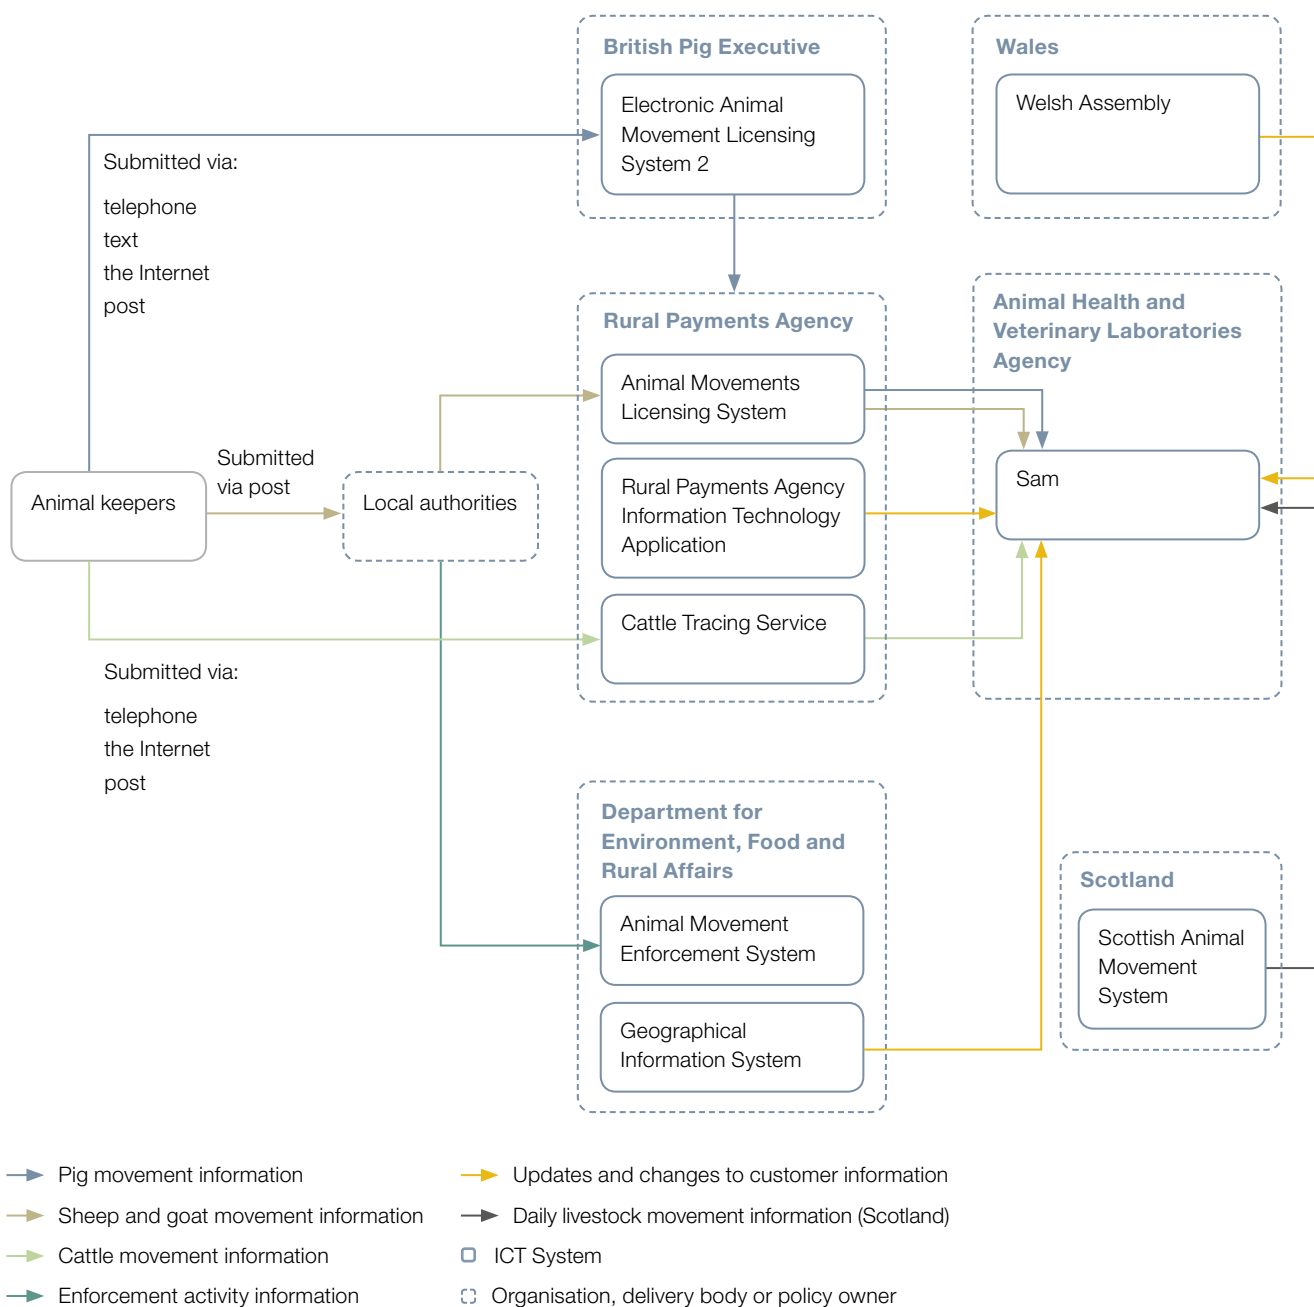 British Pig Executive
Electronic Animal
Movement Licensing
System 2
Wales
Welsh Assembly
Submitted via:
telephone
text
the Internet
post
Rural Payments Agency
Animal Movements
Licensing System
Rural Payments Agency
Information Technology
Application
Cattle Tracing Service
Animal Health and
Veterinary Laboratories
Agency
Sam
Animal keepers
Submitted
via post
Local authorities
Submitted via:
telephone
the Internet
post
Department for
Environment, Food and
Rural Affairs
Animal Movement
Enforcement System
Geographical
Information System
Scotland
Scottish Animal
Movement
System
Pig movement information
Sheep and goat movement information
Cattle movement information
Enforcement activity information
Updates and changes to customer information
Daily livestock movement information (Scotland)
ICT System
Organisation, delivery body or policy owner